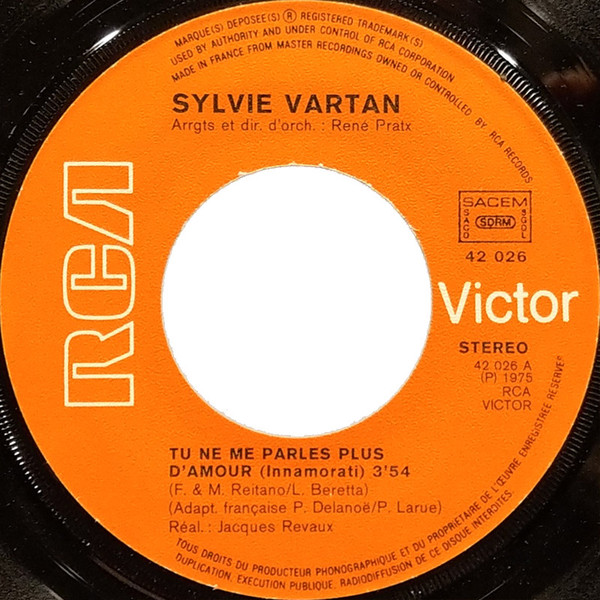 MARQUE(S) DEPOSEE(S) ® REGISTERED TRADEMARK(S)
USED BY AUTHORITY AND UNDER CONTROL OF RCA CORPORATION
MADE IN FRANCE FROM MASTER RECORDINGS OWNED OR CONTROLLED BY RCA RECORDS
SYLVIE VARTAN
Arrgts et dir. d'orch. : René Pratx
RCA
SACEM
SACD SDRM SGDL
42 026
Victor
STEREO
42 026 A
(P) 1975
RCA
VICTOR
TU NE ME PARLES PLUS
D'AMOUR (Innamorati) 3'54
(F. & M. Reitano/L. Beretta)
(Adapt. française P. Delanoë/P. Larue)
Réal. : Jacques Revaux
TOUS DROITS DU PRODUCTEUR PHONOGRAPHIQUE ET DU PROPRIETAIRE DE L'ŒUVRE ENREGISTREE RESERVES
DUPLICATION, EXECUTION PUBLIQUE, RADIODIFFUSION DE CE DISQUE INTERDITES.